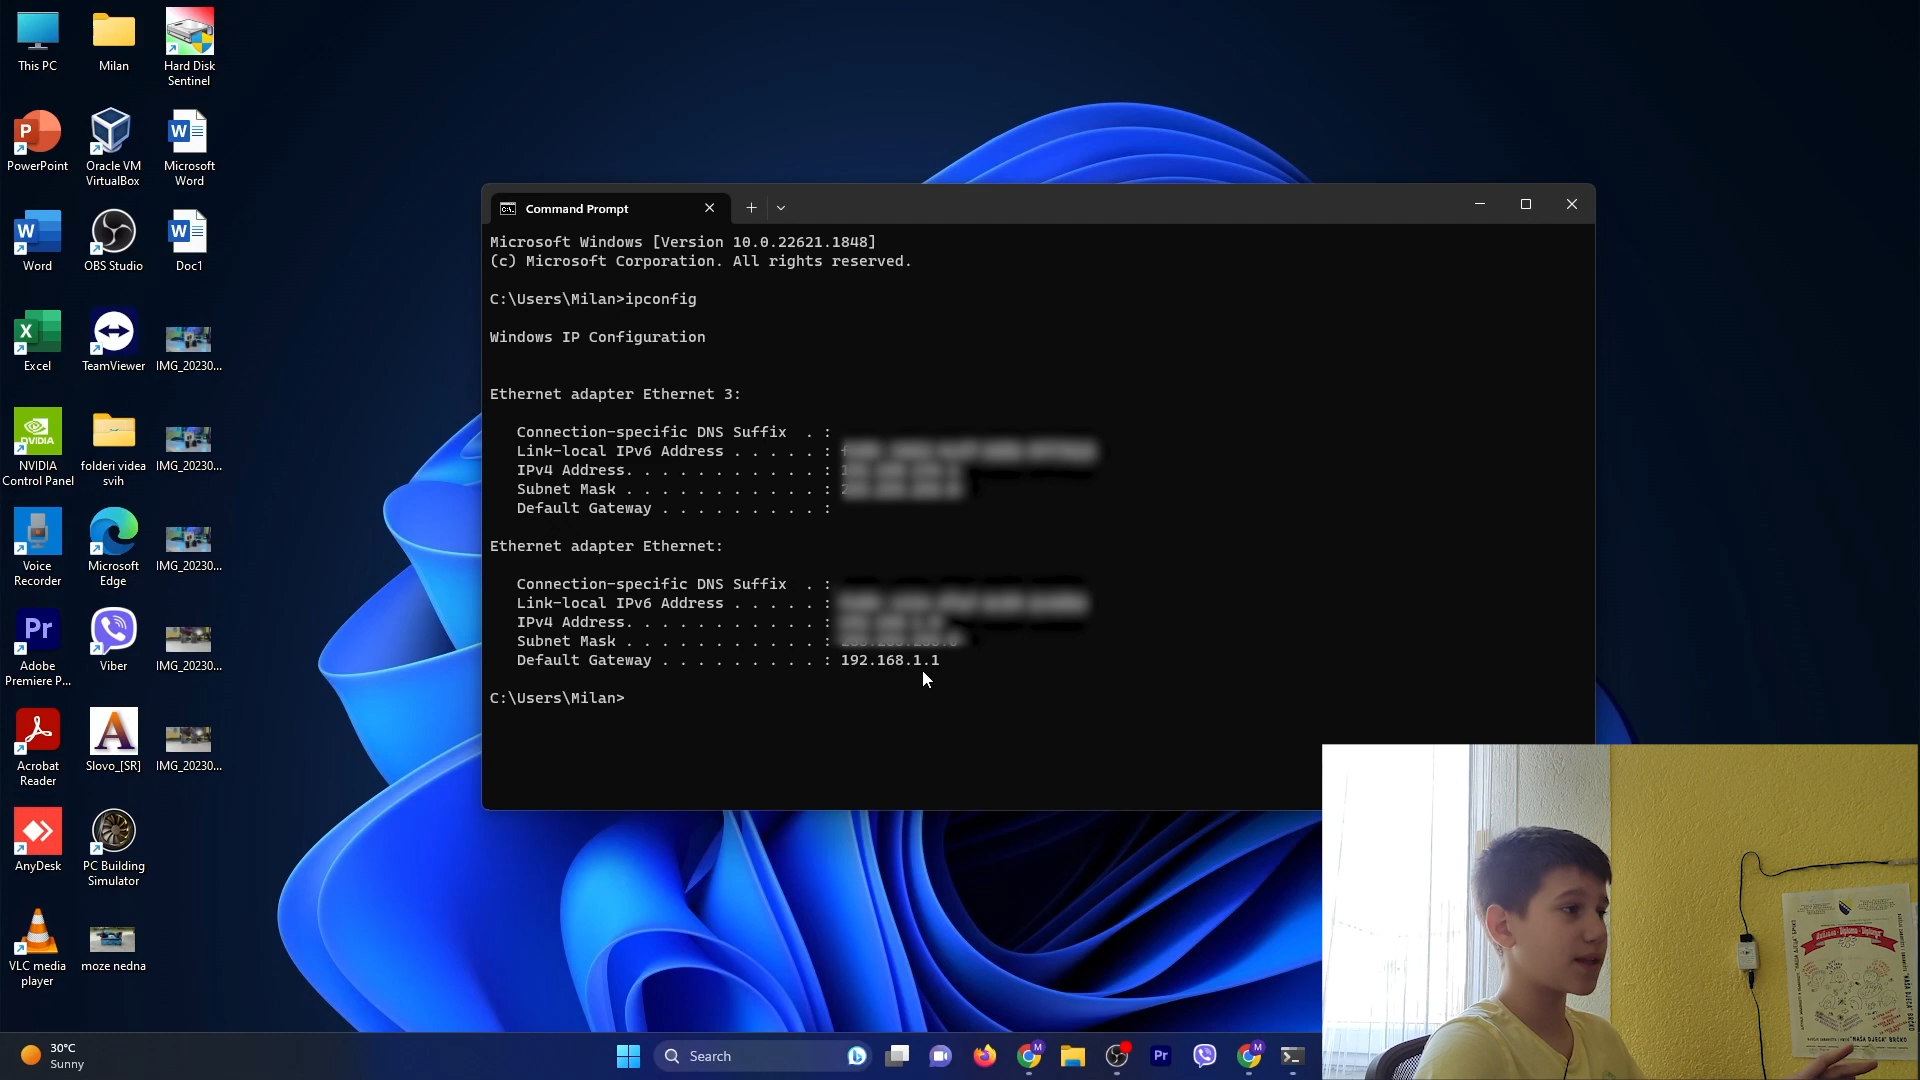 This PC
Milan
Hard Disk
Sentinel
PowerPoint
Oracle VM
VirtualBox
Microsoft
Word
Word
OBS Studio
Doc1
Excel
TeamViewer
IMG_20230...
NVIDIA
Control Panel
folderi videa
svih
IMG_20230...
Voice
Recorder
Microsoft
Edge
IMG_20230...
Adobe
Premiere P...
Viber
IMG_20230...
Acrobat
Reader
Slovo_[SR]
IMG_20230...
AnyDesk
PC Building
Simulator
VLC media
player
moze nedna
Command Prompt
Microsoft Windows [Version 10.0.22621.1848]
(c) Microsoft Corporation. All rights reserved.
C:\Users\Milan>ipconfig
Windows IP Configuration
Ethernet adapter Ethernet 3:
Connection-specific DNS Suffix . :
Link-local IPv6 Address . . . . . :
IPv4 Address. . . . . . . . . . . :
Subnet Mask . . . . . . . . . . . :
Default Gateway . . . . . . . . . :
Ethernet adapter Ethernet:
Connection-specific DNS Suffix . :
Link-local IPv6 Address . . . . . :
IPv4 Address. . . . . . . . . . . :
Subnet Mask . . . . . . . . . . . :
Default Gateway . . . . . . . . . : 192.168.1.1
C:\Users\Milan>
"NAŠA DJECA" BRČKO
30°C
Sunny
Search